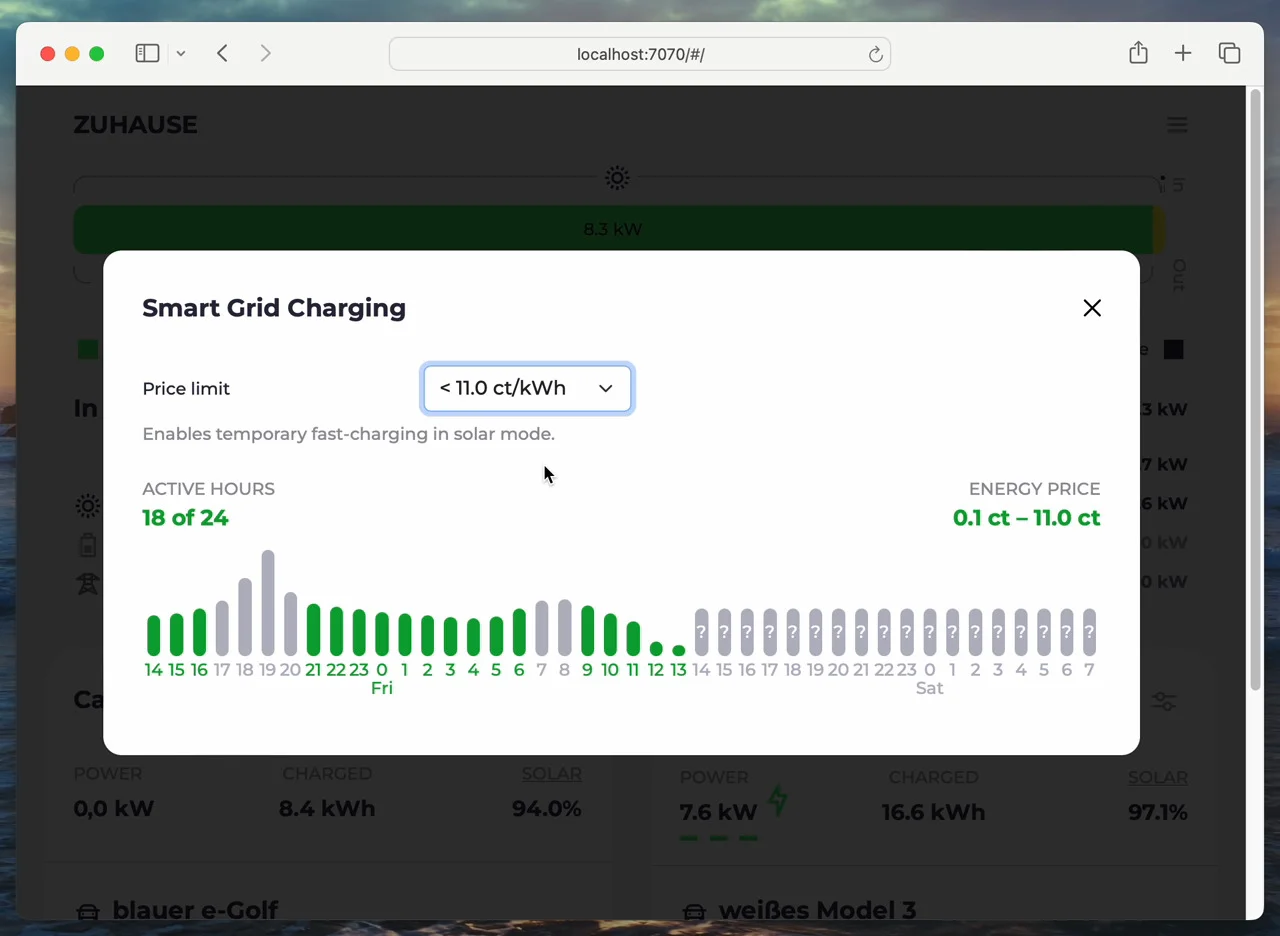 localhost:7070/#/
ZUHAUSE
In
8.3 kW
Out
Smart Grid Charging
Price limit
< 11.0 ct/kWh
Enables temporary fast-charging in solar mode.
ACTIVE HOURS
ENERGY PRICE
18 of 24
0.1 ct – 11.0 ct
In
3 kW
7 kW
6 kW
0 kW
0 kW
? ? ? ? ? ? ? ? ? ? ? ? ? ? ? ? ? ?
14 15 16 17 18 19 20 21 22 23 0 1 2 3 4 5 6 7 8 9 10 11 12 13 14 15 16 17 18 19 20 21 22 23 0 1 2 3 4 5 6 7
Fri Sat
Ca
POWER CHARGED SOLAR
0,0 kW 8.4 kWh 94.0%
POWER CHARGED SOLAR
7.6 kW 16.6 kWh 97.1%
blauer e-Golf
weißes Model 3